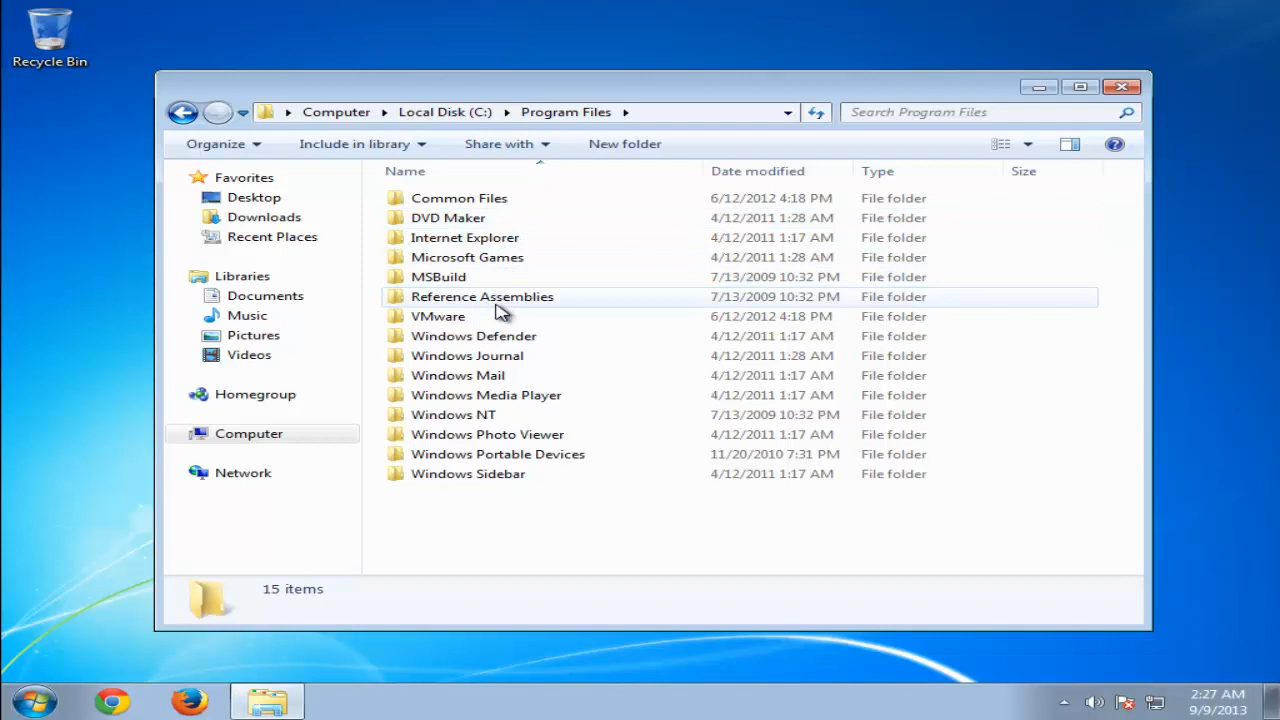 Recycle Bin
Computer Local Disk (C:) Program Files Search Program Files
Organize Include in library Share with New folder
Name Date modified Type Size
Favorites
Desktop
Downloads
Recent Places
Libraries
Documents
Music
Pictures
Videos
Homegroup
Computer
Network
Common Files 6/12/2012 4:18 PM File folder
DVD Maker 4/12/2011 1:28 AM File folder
Internet Explorer 4/12/2011 1:17 AM File folder
Microsoft Games 4/12/2011 1:28 AM File folder
MSBuild 7/13/2009 10:32 PM File folder
Reference Assemblies 7/13/2009 10:32 PM File folder
VMware 6/12/2012 4:18 PM File folder
Windows Defender 4/12/2011 1:17 AM File folder
Windows Journal 4/12/2011 1:28 AM File folder
Windows Mail 4/12/2011 1:17 AM File folder
Windows Media Player 4/12/2011 1:17 AM File folder
Windows NT 7/13/2009 10:32 PM File folder
Windows Photo Viewer 4/12/2011 1:17 AM File folder
Windows Portable Devices 11/20/2010 7:31 PM File folder
Windows Sidebar 4/12/2011 1:17 AM File folder
15 items
2:27 AM
9/9/2013